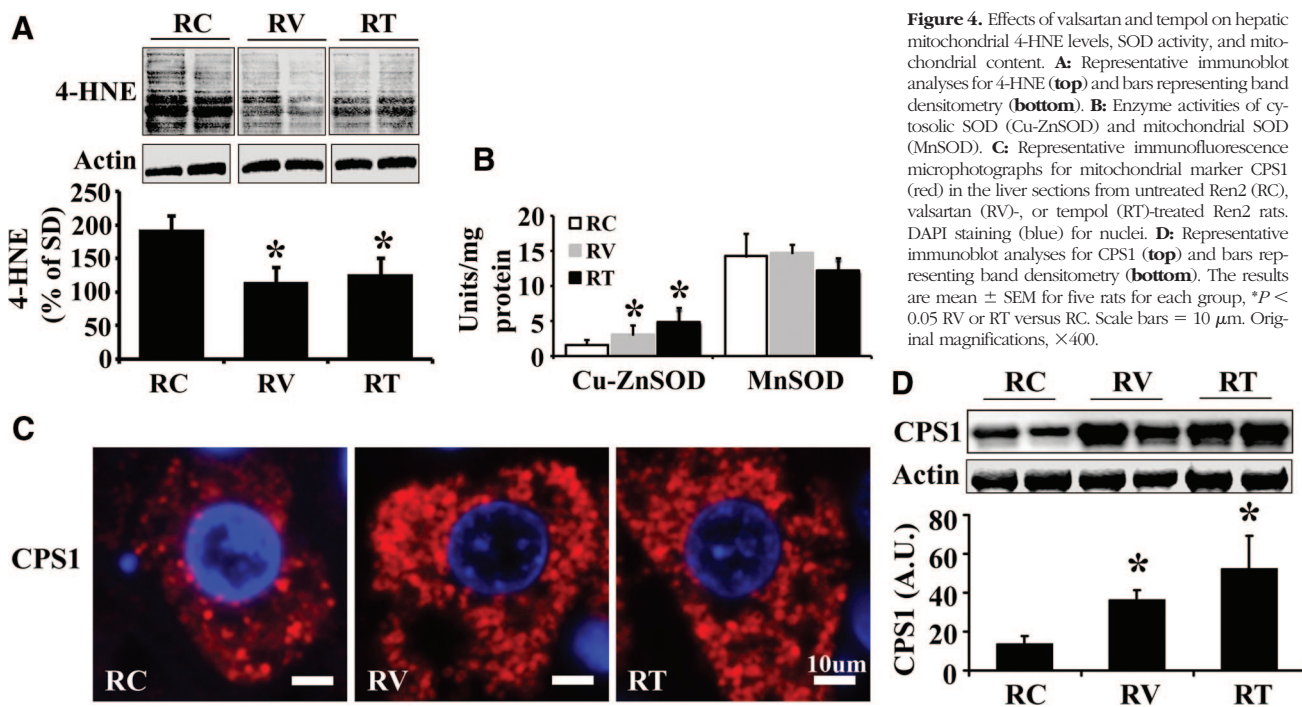 A
RC RV RT
4-HNE
Actin
4-HNE
(% of SD)
250
200
150
100
50
0
* *
RC RV RT
B
Units/mg
protein
20
15
10
5
0
RC
RV
RT
* *
Cu-ZnSOD MnSOD
Figure 4. Effects of valsartan and tempol on hepatic
mitochondrial 4-HNE levels, SOD activity, and mito-
chondrial content. A: Representative immunoblot
analyses for 4-HNE (top) and bars representing band
densitometry (bottom). B: Enzyme activities of cy-
tosolic SOD (Cu-ZnSOD) and mitochondrial SOD
(MnSOD). C: Representative immunofluorescence
microphotographs for mitochondrial marker CPS1
(red) in the liver sections from untreated Ren2 (RC),
valsartan (RV)-, or tempol (RT)-treated Ren2 rats.
DAPI staining (blue) for nuclei. D: Representative
immunoblot analyses for CPS1 (top) and bars rep-
resenting band densitometry (bottom). The results
are mean ± SEM for five rats for each group, *P <
0.05 RV or RT versus RC. Scale bars = 10 μm. Orig-
inal magnifications, ×400.
C
CPS1
RC
RV
RT
10um
D
RC RV RT
CPS1
Actin
CPS1 (A.U.)
80
60
40
20
0
* *
RC RV RT